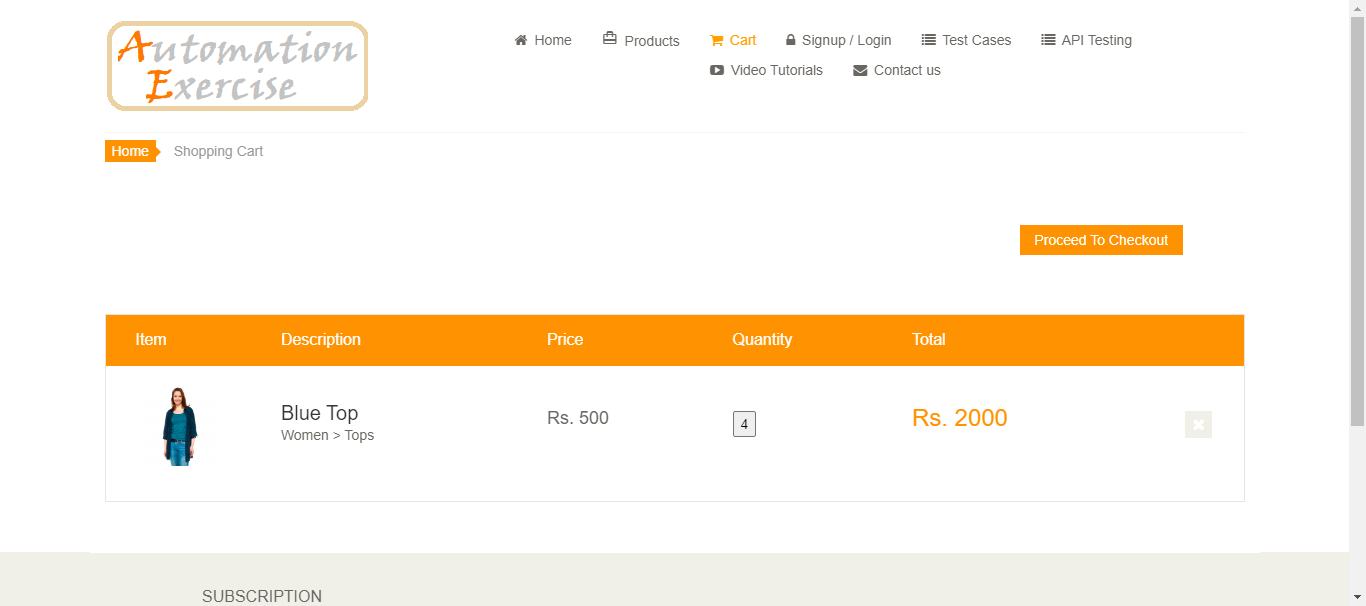 Automation
Exercise
Home Products Cart Signup / Login Test Cases API Testing
Video Tutorials Contact us
Home Shopping Cart
Proceed To Checkout
Item Description Price Quantity Total
Blue Top Rs. 500 4 Rs. 2000
Women > Tops
SUBSCRIPTION